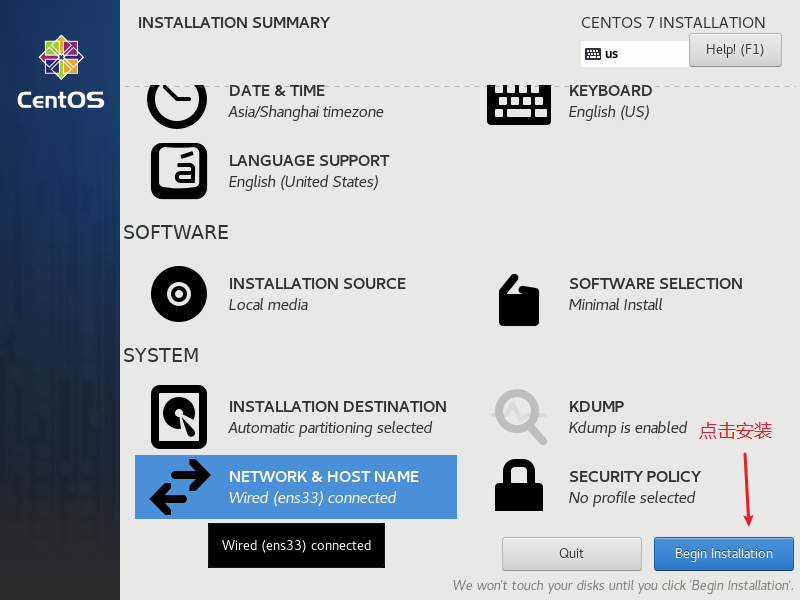 INSTALLATION SUMMARY
CENTOS 7 INSTALLATION
us
Help! (F1)
CentOS
DATE & TIME
Asia/Shanghai timezone
KEYBOARD
English (US)
á
LANGUAGE SUPPORT
English (United States)
SOFTWARE
INSTALLATION SOURCE
Local media
SOFTWARE SELECTION
Minimal Install
SYSTEM
INSTALLATION DESTINATION
Automatic partitioning selected
KDUMP
Kdump is enabled
点击安装
NETWORK & HOST NAME
Wired (ens33) connected
SECURITY POLICY
No profile selected
Wired (ens33) connected
Quit
Begin Installation
We won't touch your disks until you click 'Begin Installation'.